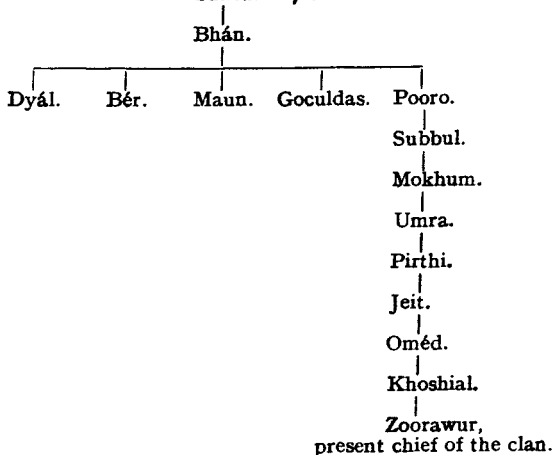 Bhán.
Dyál. Bér. Maun. Goculdas. Pooro.
Subbul.
Mokhum.
Umra.
Pirthi.
Jeit.
Oméd.
Khoshial.
Zoorawur,
present chief of the clan.